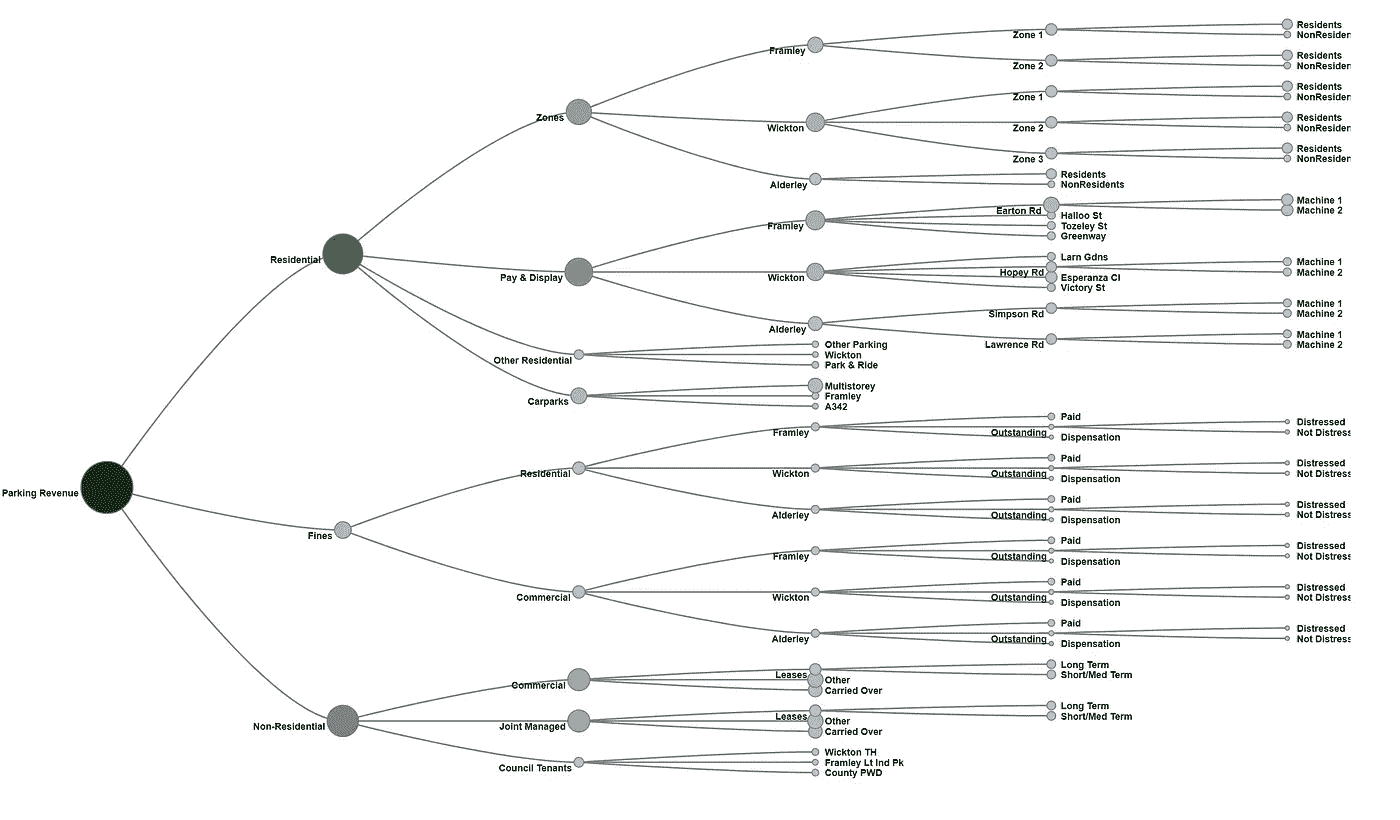 Parking Revenue
Residential
Zones
Framley
Zone 1
Residents
NonResiden
Zone 2
Residents
NonResiden
Wickton
Zone 1
Residents
NonResiden
Zone 2
Residents
NonResiden
Zone 3
Residents
NonResiden
Alderley
Residents
NonResidents
Pay & Display
Framley
Earton Rd
Machine 1
Machine 2
Halloo St
Tozeley St
Greenway
Wickton
Larn Gdns
Hopey Rd
Machine 1
Machine 2
Esperanza Cl
Victory St
Alderley
Simpson Rd
Machine 1
Machine 2
Lawrence Rd
Machine 1
Machine 2
Other Residential
Other Parking
Wickton
Park & Ride
Carparks
Multistorey
Framley
A342
Fines
Residential
Framley
Paid
Outstanding
Distressed
Not Distress
Dispensation
Wickton
Paid
Outstanding
Distressed
Not Distress
Dispensation
Alderley
Paid
Outstanding
Distressed
Not Distress
Dispensation
Commercial
Framley
Paid
Outstanding
Distressed
Not Distress
Dispensation
Wickton
Paid
Outstanding
Distressed
Not Distress
Dispensation
Alderley
Paid
Outstanding
Distressed
Not Distress
Dispensation
Non-Residential
Commercial
Leases
Long Term
Short/Med Term
Other
Carried Over
Joint Managed
Leases
Long Term
Short/Med Term
Other
Carried Over
Council Tenants
Wickton TH
Framley Lt Ind Pk
County PWD